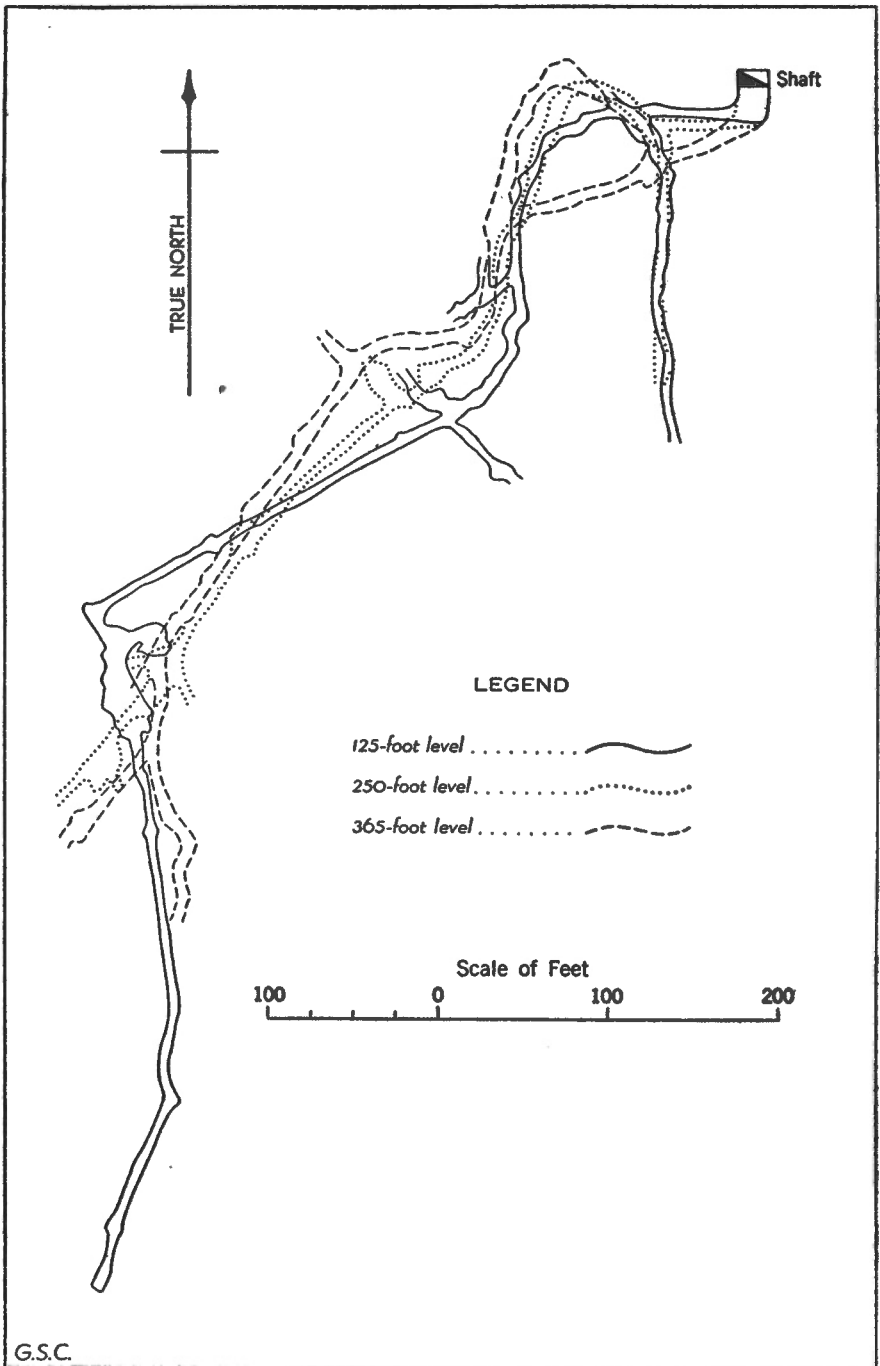 Shaft
TRUE NORTH
LEGEND
125-foot level . . . . . . .
250-foot level . . . . . . . . . .
365-foot level . . . . . .
Scale of Feet
100 0 100 200
G.S.C.